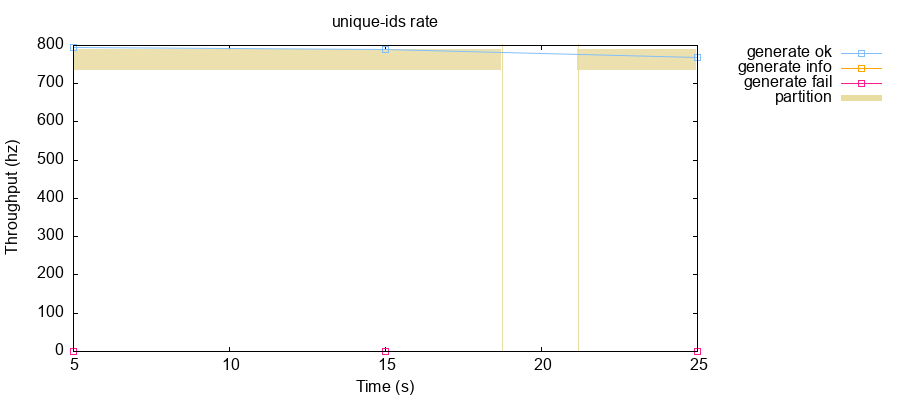 unique-ids rate
generate ok
generate info
generate fail
partition
800
700
600
500
400
300
200
100
0
Throughput (hz)
5
10
15
20
25
Time (s)